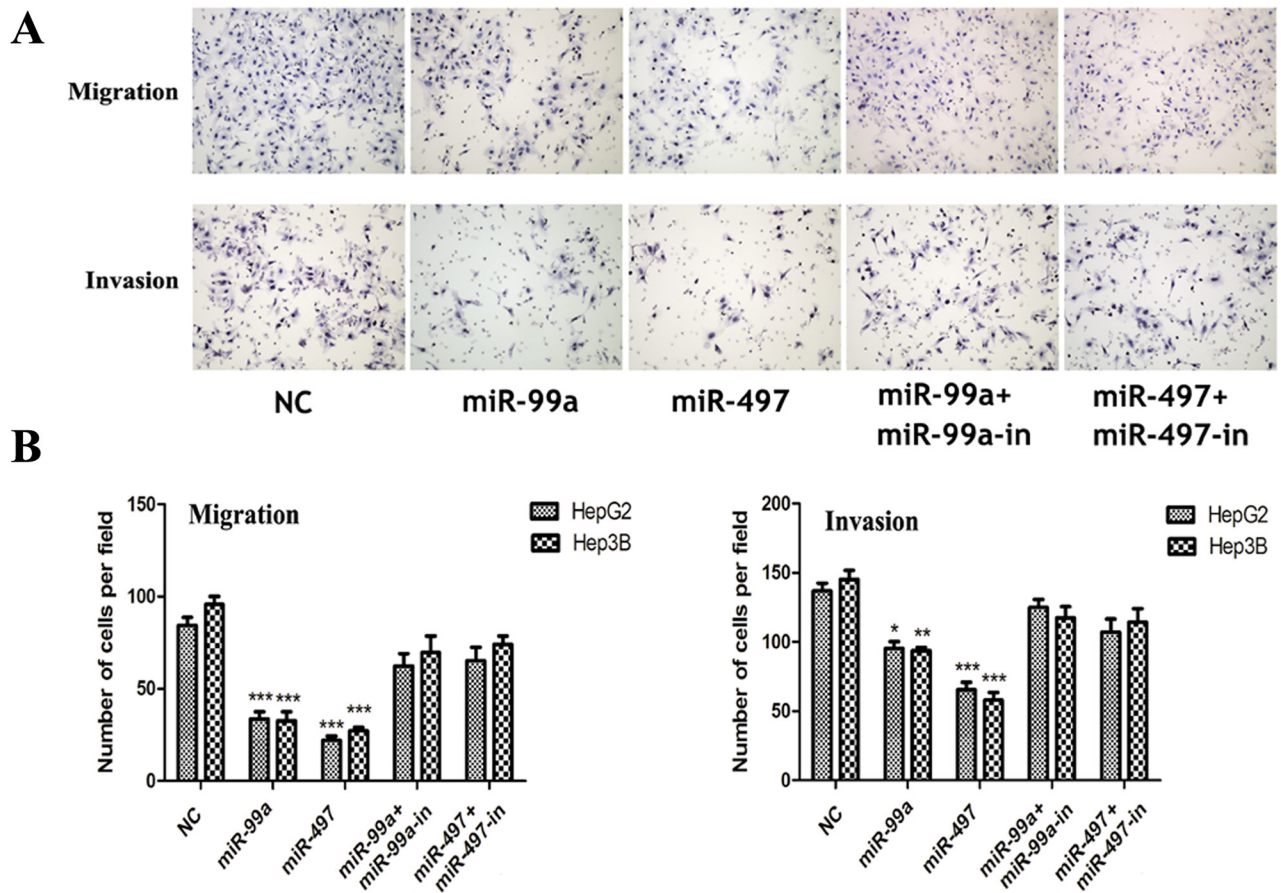 A
Migration
Invasion
NC
miR-99a
miR-497
miR-99a+
miR-99a-in
miR-497+
miR-497-in
B
Migration
HepG2
Hep3B
Number of cells per field
150
100
50
0
*** ***
*** ***
NC
miR-99a
miR-497
miR-99a+
miR-99a-in
miR-497+
miR-497-in
Invasion
HepG2
Hep3B
Number of cells per field
200
150
100
50
0
* **
*** ***
NC
miR-99a
miR-497
miR-99a+
miR-99a-in
miR-497+
miR-497-in